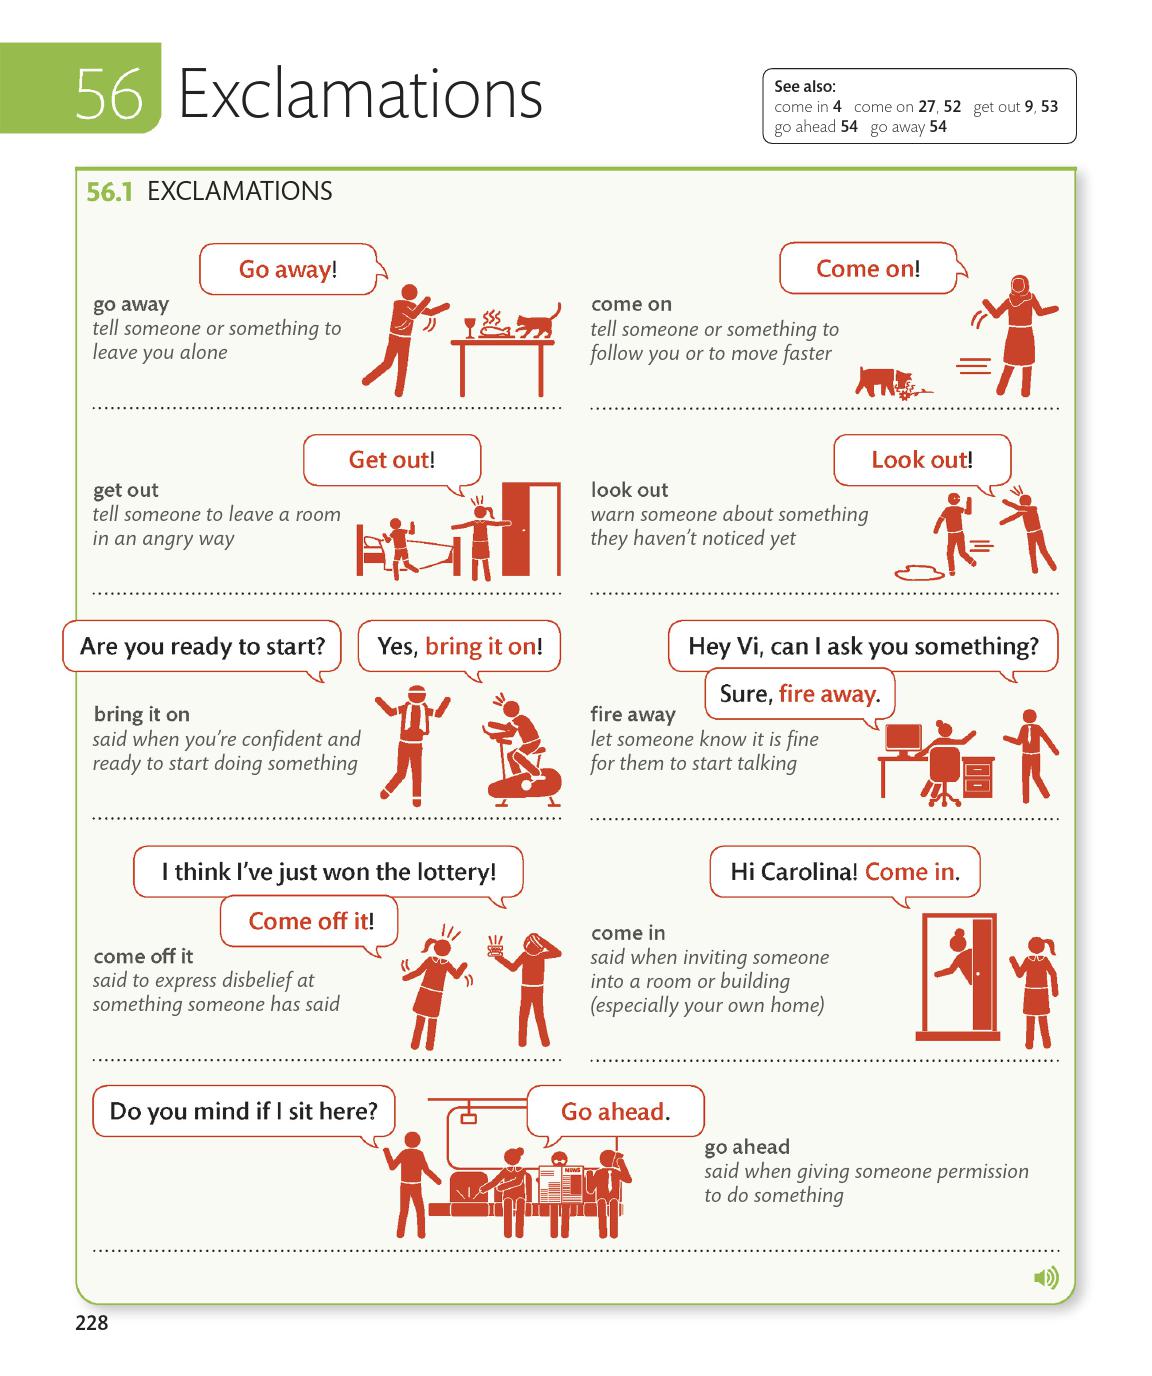 56 Exclamations
See also:
come in 4 come on 27, 52 get out 9, 53
go ahead 54 go away 54
56.1 EXCLAMATIONS
Go away!
go away
tell someone or something to
leave you alone
Come on!
come on
tell someone or something to
follow you or to move faster
Get out!
get out
tell someone to leave a room
in an angry way
Look out!
look out
warn someone about something
they haven't noticed yet
Are you ready to start?
Yes, bring it on!
bring it on
said when you're confident and
ready to start doing something
Hey Vi, can I ask you something?
Sure, fire away.
fire away
let someone know it is fine
for them to start talking
I think I've just won the lottery!
Come off it!
come off it
said to express disbelief at
something someone has said
Hi Carolina! Come in.
come in
said when inviting someone
into a room or building
(especially your own home)
Do you mind if I sit here?
Go ahead.
NEWS
go ahead
said when giving someone permission
to do something
228